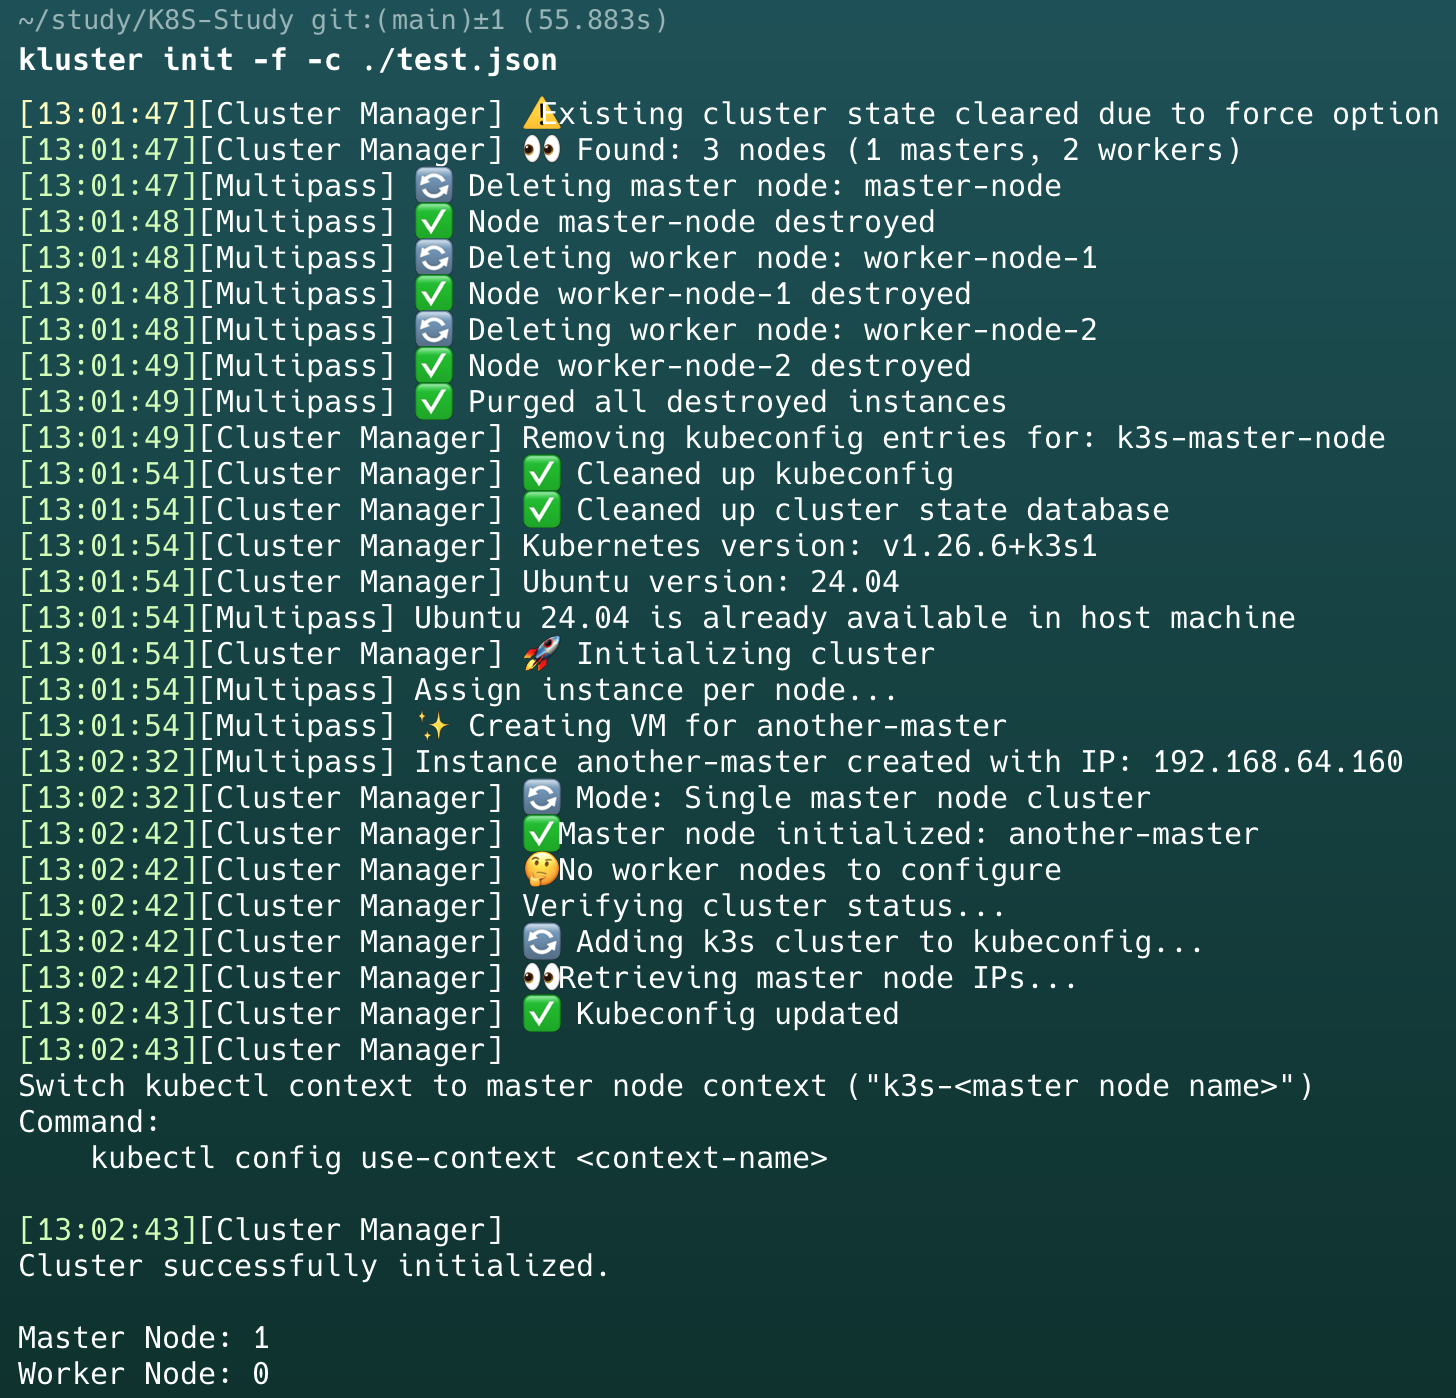 ~/study/K8S-Study git:(main)±1 (55.883s)
kluster init -f -c ./test.json
[13:01:47][Cluster Manager] ⚠️Existing cluster state cleared due to force option
[13:01:47][Cluster Manager] 👀 Found: 3 nodes (1 masters, 2 workers)
[13:01:47][Multipass] 🔄 Deleting master node: master-node
[13:01:48][Multipass] ✅ Node master-node destroyed
[13:01:48][Multipass] 🔄 Deleting worker node: worker-node-1
[13:01:48][Multipass] ✅ Node worker-node-1 destroyed
[13:01:48][Multipass] 🔄 Deleting worker node: worker-node-2
[13:01:49][Multipass] ✅ Node worker-node-2 destroyed
[13:01:49][Multipass] ✅ Purged all destroyed instances
[13:01:49][Cluster Manager] Removing kubeconfig entries for: k3s-master-node
[13:01:54][Cluster Manager] ✅ Cleaned up kubeconfig
[13:01:54][Cluster Manager] ✅ Cleaned up cluster state database
[13:01:54][Cluster Manager] Kubernetes version: v1.26.6+k3s1
[13:01:54][Cluster Manager] Ubuntu version: 24.04
[13:01:54][Multipass] Ubuntu 24.04 is already available in host machine
[13:01:54][Cluster Manager] 🚀 Initializing cluster
[13:01:54][Multipass] Assign instance per node...
[13:01:54][Multipass] ✨ Creating VM for another-master
[13:02:32][Multipass] Instance another-master created with IP: 192.168.64.160
[13:02:32][Cluster Manager] 🔄 Mode: Single master node cluster
[13:02:42][Cluster Manager] ✅Master node initialized: another-master
[13:02:42][Cluster Manager] 🤔No worker nodes to configure
[13:02:42][Cluster Manager] Verifying cluster status...
[13:02:42][Cluster Manager] 🔄 Adding k3s cluster to kubeconfig...
[13:02:42][Cluster Manager] 👀Retrieving master node IPs...
[13:02:43][Cluster Manager] ✅ Kubeconfig updated
[13:02:43][Cluster Manager]
Switch kubectl context to master node context ("k3s-<master node name>")
Command:
    kubectl config use-context <context-name>
[13:02:43][Cluster Manager]
Cluster successfully initialized.
Master Node: 1
Worker Node: 0